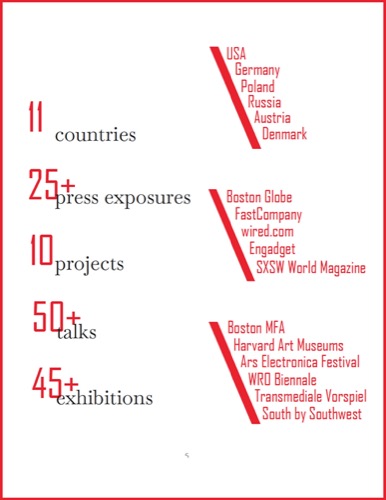 11
countries
25+
press exposures
10
projects
50+
talks
45+
exhibitions
USA
Germany
Poland
Russia
Austria
Denmark
Boston Globe
FastCompany
wired.com
Engadget
SXSW World Magazine
Boston MFA
Harvard Art Museums
Ars Electronica Festival
WRO Biennale
Transmediale Vorspiel
South by Southwest
5